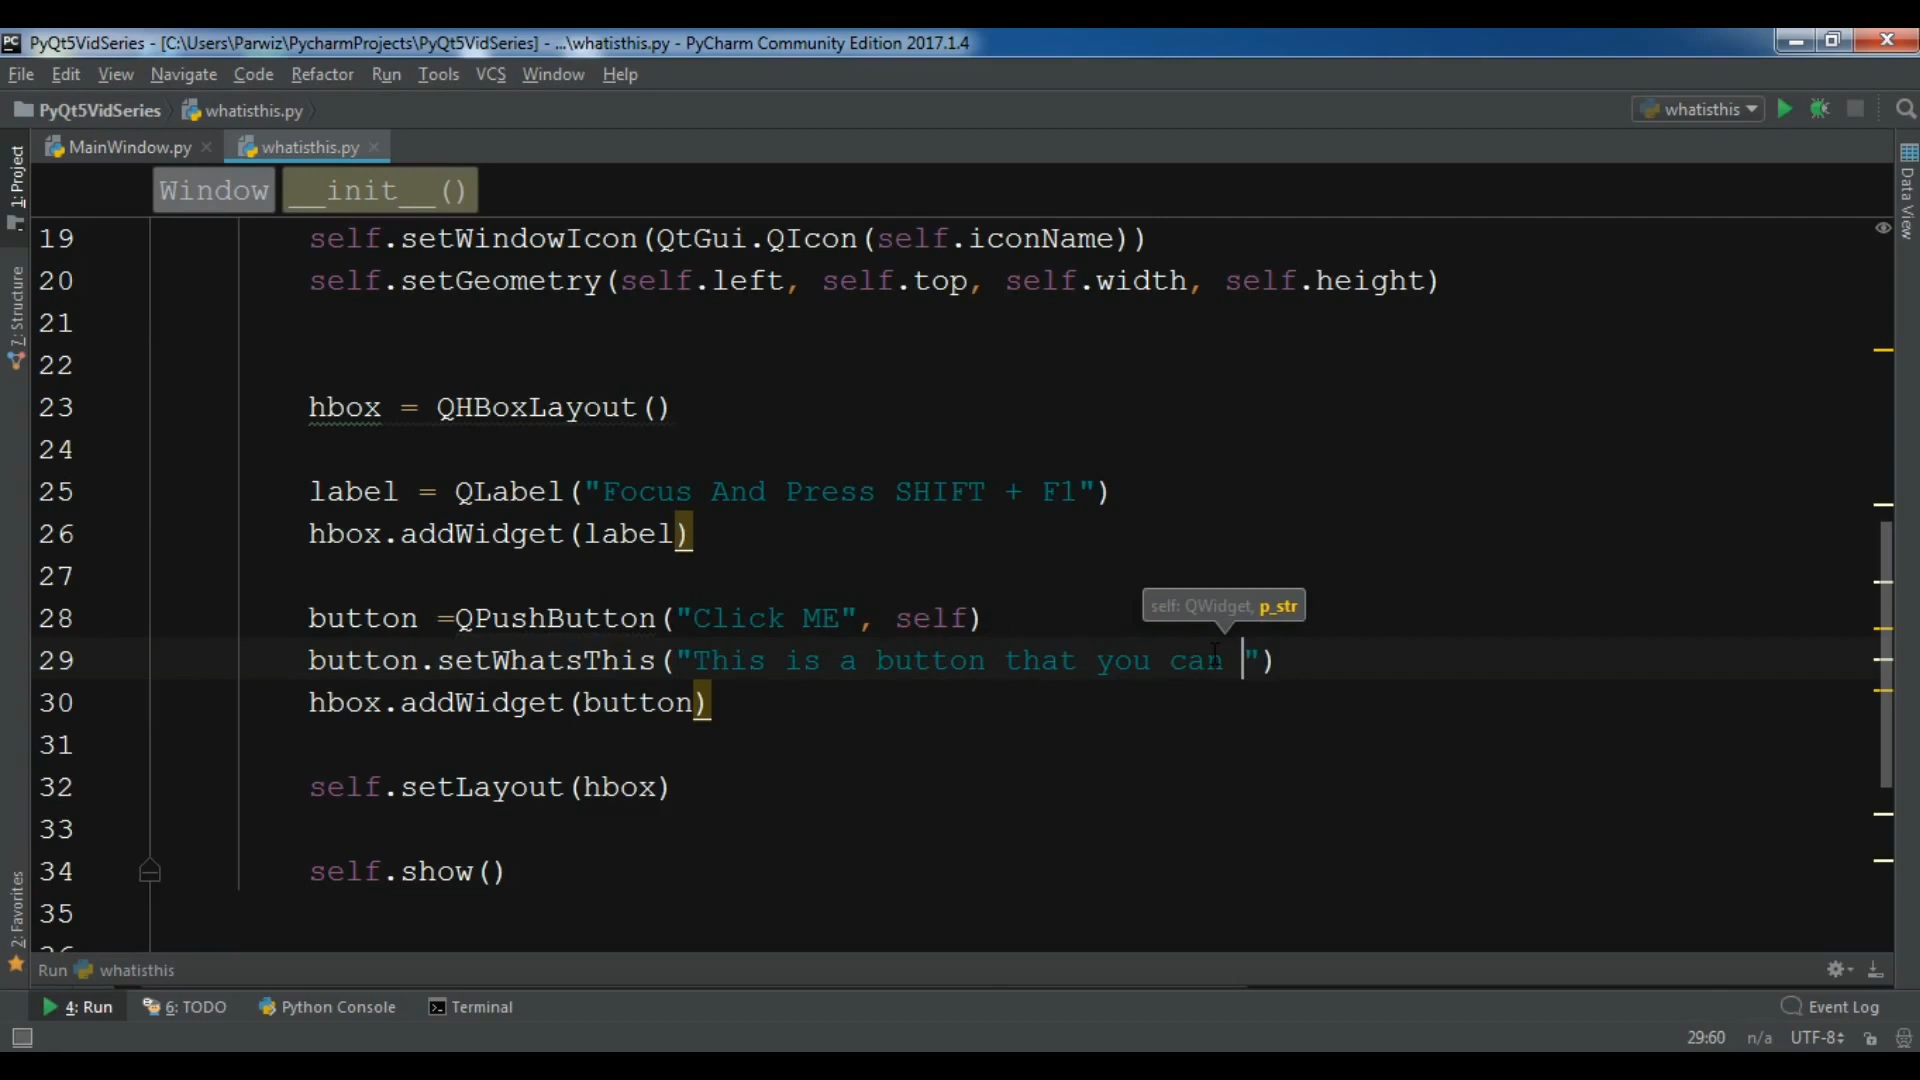 PyQt5VidSeries - [C:\Users\Parwiz\PycharmProjects\PyQt5VidSeries] - ...\whatisthis.py - PyCharm Community Edition 2017.1.4
File Edit View Navigate Code Refactor Run Tools VCS Window Help
PyQt5VidSeries whatisthis.py whatisthis
MainWindow.py whatisthis.py
Window __init__()
1: Project
7: Structure
2: Favorites
Data View
19 self.setWindowIcon(QtGui.QIcon(self.iconName))
20 self.setGeometry(self.left, self.top, self.width, self.height)
21
22
23 hbox = QHBoxLayout()
24
25 label = QLabel("Focus And Press SHIFT + F1")
26 hbox.addWidget(label)
27
self: QWidget, p_str
28 button =QPushButton("Click ME", self)
29 button.setWhatsThis("This is a button that you can ")
30 hbox.addWidget(button)
31
32 self.setLayout(hbox)
33
34 self.show()
35
Run whatisthis
4: Run 6: TODO Python Console Terminal Event Log
29:60 n/a UTF-8